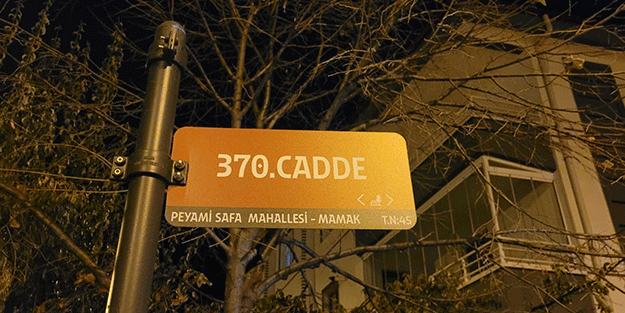 370.CADDE
PEYAMİ SAFA MAHALLESİ - MAMAK T.N:45